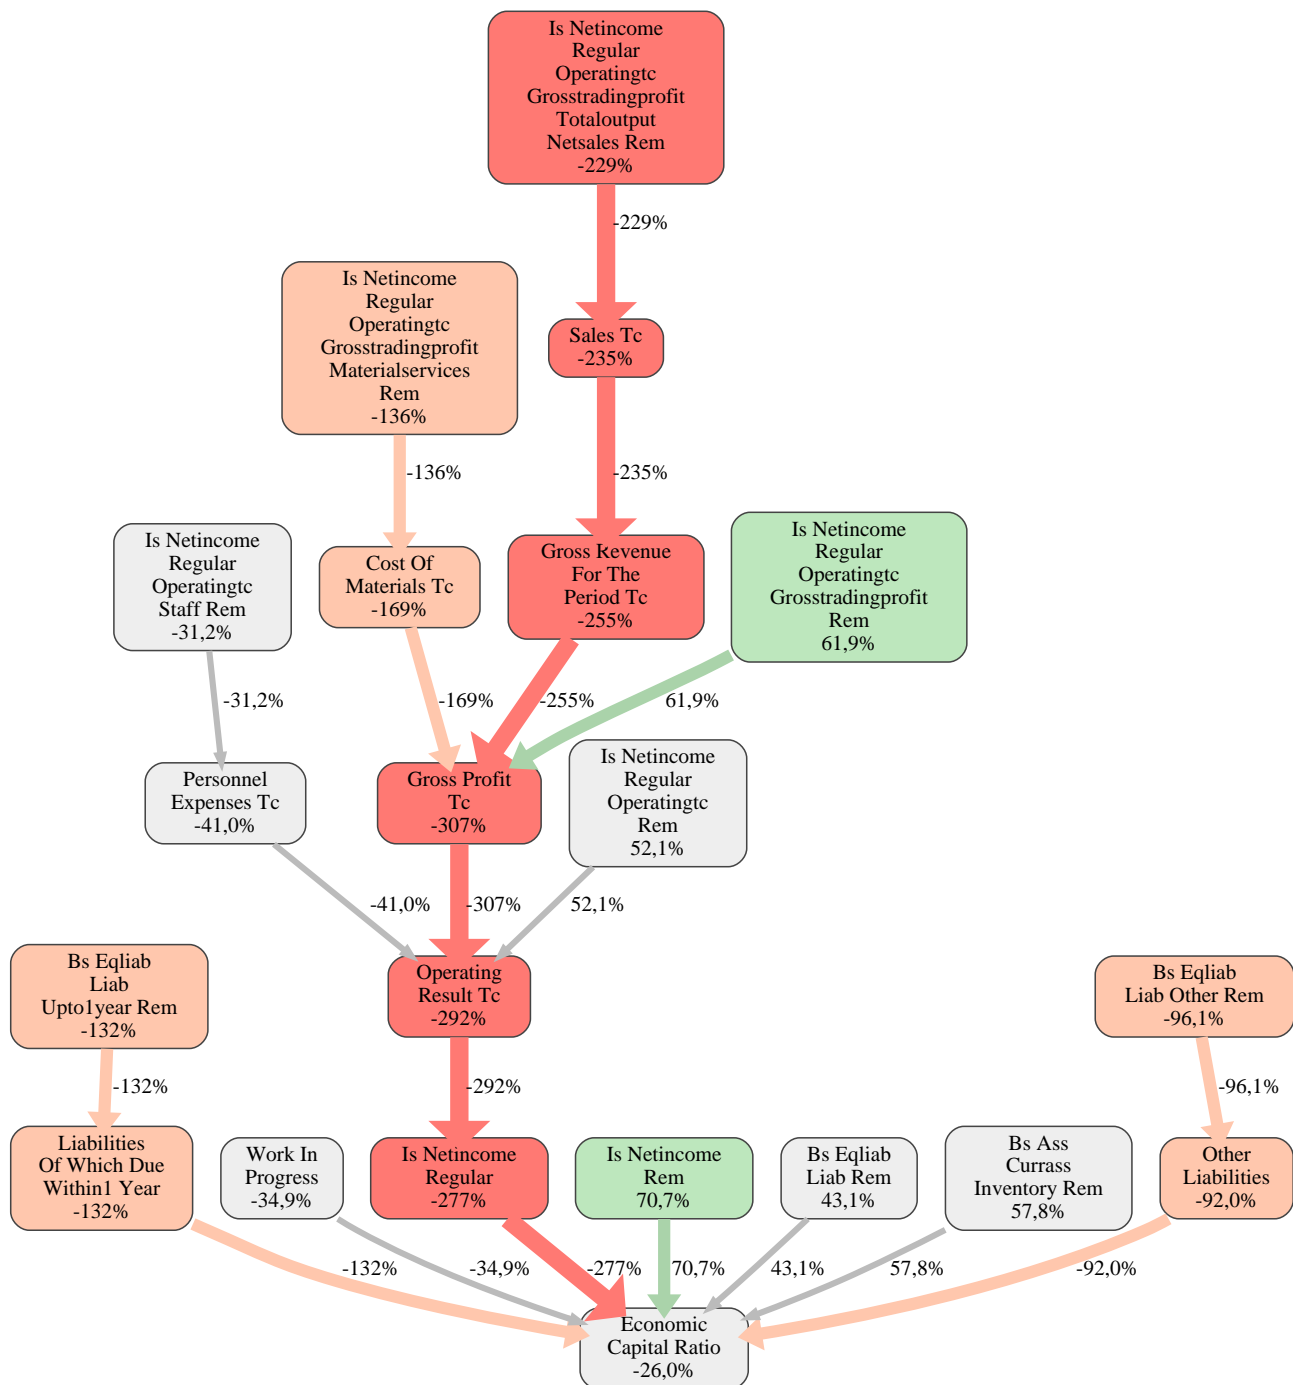 Is Netincome
Regular
Operatingtc
Grosstradingprofit
Totaloutput
Netsales Rem
-229%
-229%
Is Netincome
Regular
Operatingtc
Grosstradingprofit
Materialservices
Rem
-136%
Sales Tc
-235%
-136%
-235%
Is Netincome
Regular
Operatingtc
Staff Rem
-31,2%
Cost Of
Materials Tc
-169%
Gross Revenue
For The
Period Tc
-255%
Is Netincome
Regular
Operatingtc
Grosstradingprofit
Rem
61,9%
-31,2%
-169%
-255%
61,9%
Personnel
Expenses Tc
-41,0%
Gross Profit
Tc
-307%
Is Netincome
Regular
Operatingtc
Rem
52,1%
-41,0%
-307%
52,1%
Bs Eqliab
Liab
Upto1year Rem
-132%
Operating
Result Tc
-292%
Bs Eqliab
Liab Other Rem
-96,1%
-132%
-292%
-96,1%
Liabilities
Of Which Due
Within1 Year
-132%
Work In
Progress
-34,9%
Is Netincome
Regular
-277%
Is Netincome
Rem
70,7%
Bs Eqliab
Liab Rem
43,1%
Bs Ass
Currass
Inventory Rem
57,8%
Other
Liabilities
-92,0%
-132%
-34,9%
-277%
70,7%
43,1%
57,8%
-92,0%
Economic
Capital Ratio
-26,0%